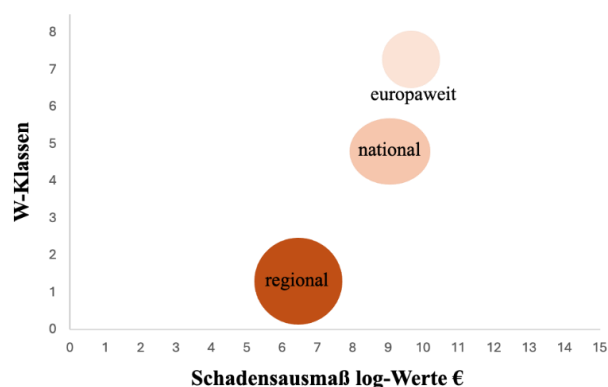 8
7
europaweit
6
5
national
4
3
2
regional
1
0
W-Klassen
0 1 2 3 4 5 6 7 8 9 10 11 12 13 14 15
Schadensausmaß log-Werte €